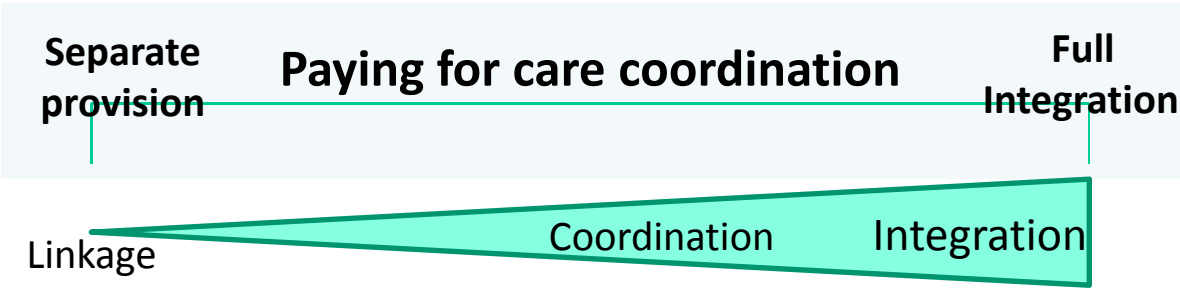 Separate
provision
Paying for care coordination
Full
Integration
Linkage
Coordination
Integration